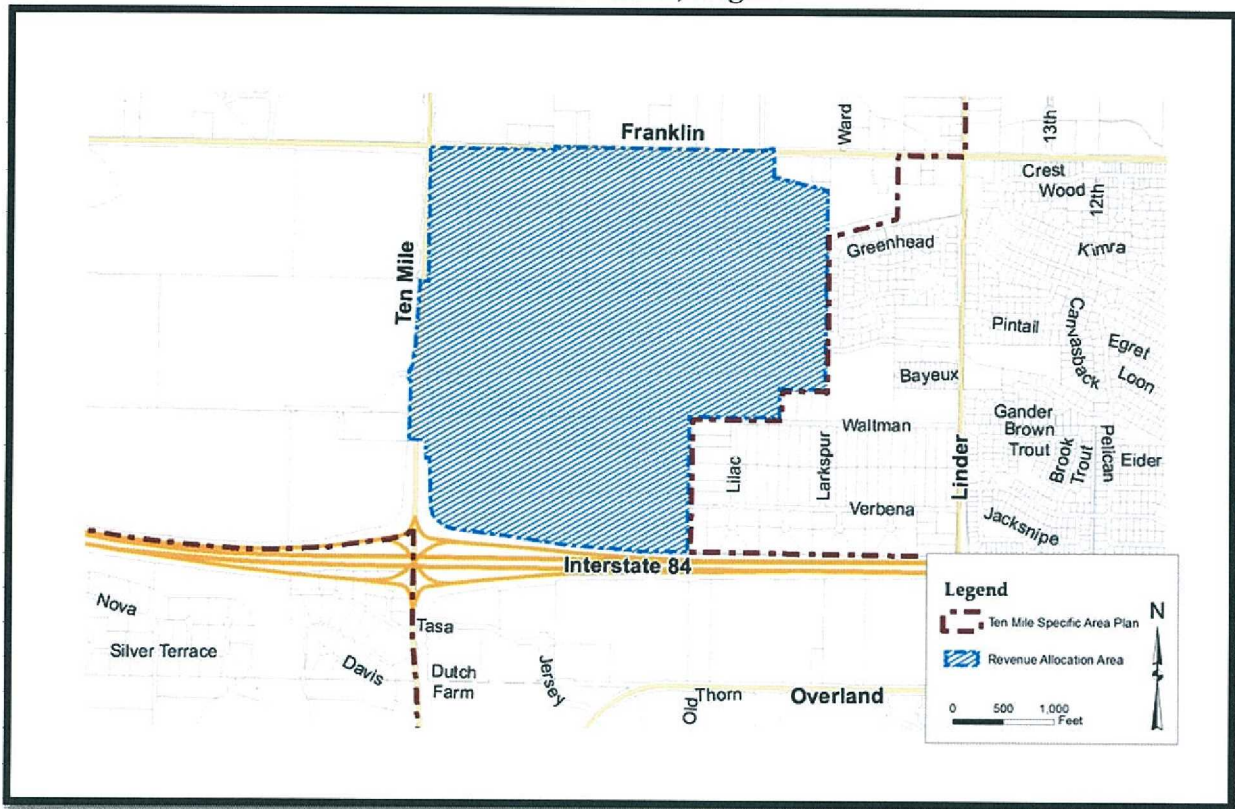 Franklin
Ward
13th
Crest
Wood
12th
Greenhead
Kimra
Ten Mile
Pintail
Canvasback
Egret
Loon
Bayeux
Gander
Brown
Trout
Waltman
Brook
Trout
Pelican
Eider
Lilac
Larkspur
Linder
Verbena
Jacksnipe
Interstate 84
Nova
Silver Terrace
Tasa
Davis
Dutch
Farm
Jersey
Old
Thorn
Overland
Legend
Ten Mile Specific Area Plan
Revenue Allocation Area
N
0 500 1,000
Feet